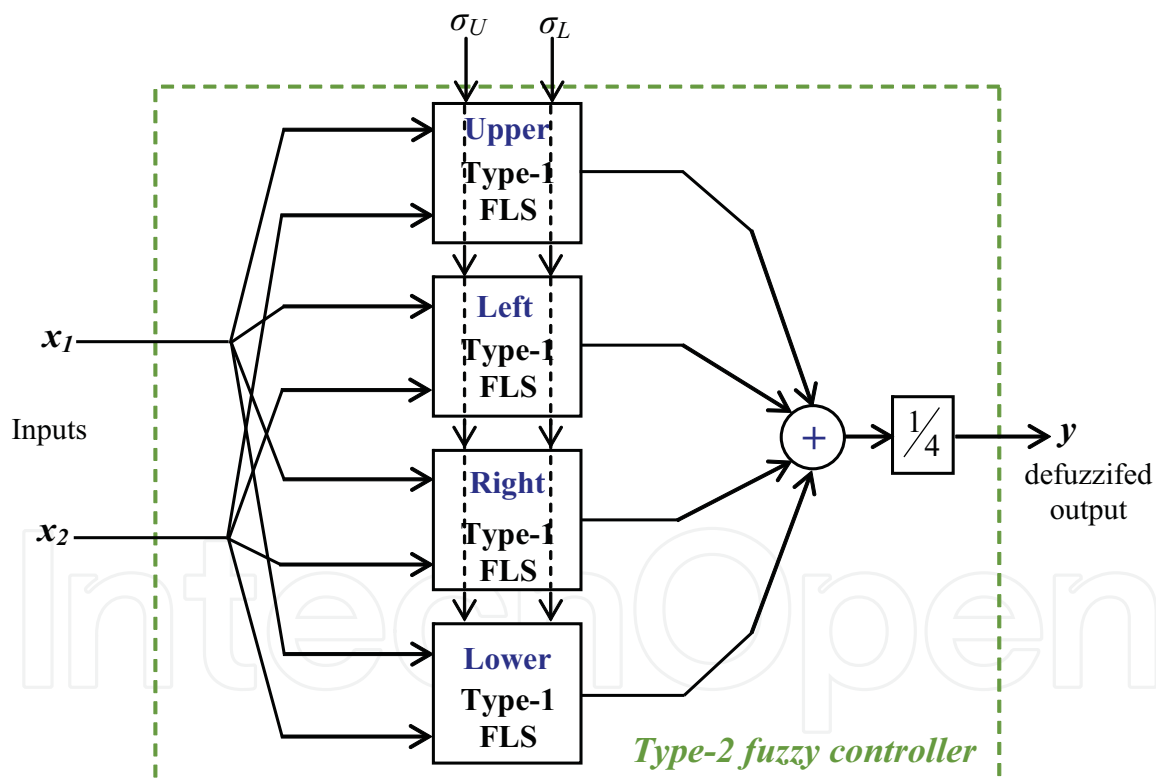 σU σL
Upper
Type-1
FLS
Left
Type-1
FLS
x1
Inputs
x2
Right
Type-1
FLS
Lower
Type-1
FLS
+
1/4
y
defuzzifed
output
Type-2 fuzzy controller
IntechOpen